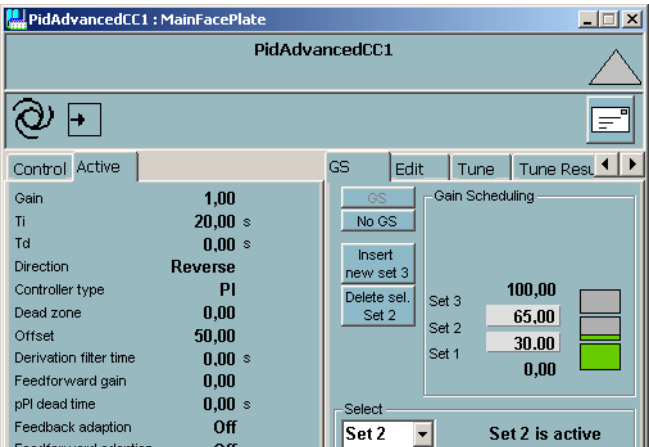 PidAdvancedCC1 : MainFacePlate
PidAdvancedCC1
Control Active
Gain 1,00
Ti 20,00 s
Td 0,00 s
Direction Reverse
Controller type PI
Dead zone 0,00
Offset 50,00
Derivation filter time 0,00 s
Feedforward gain 0,00
pPI dead time 0,00 s
Feedback adaption Off
Feedforward adaption Off
GS Edit Tune Tune Resu
GS
No GS
Insert
new set 3
Delete sel.
Set 2
Gain Scheduling
100,00
Set 3
65,00
Set 2
30.00
Set 1
0,00
Select
Set 2 Set 2 is active